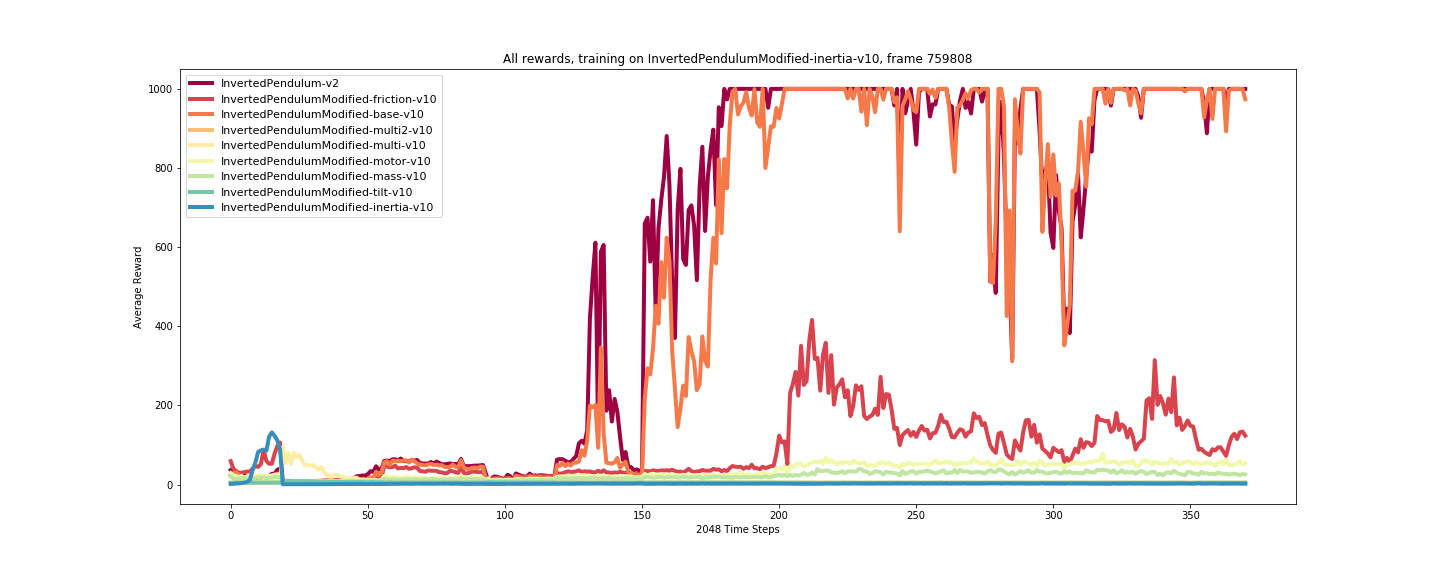 All rewards, training on InvertedPendulumModified-inertia-v10, frame 759808
InvertedPendulum-v2
InvertedPendulumModified-friction-v10
InvertedPendulumModified-base-v10
InvertedPendulumModified-multi2-v10
InvertedPendulumModified-multi-v10
InvertedPendulumModified-motor-v10
InvertedPendulumModified-mass-v10
InvertedPendulumModified-tilt-v10
InvertedPendulumModified-inertia-v10
1000
800
600
400
200
0
Average Reward
0 50 100 150 200 250 300 350
2048 Time Steps